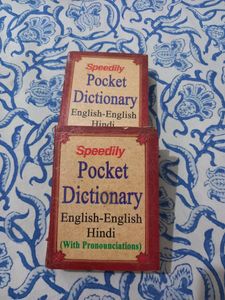 Speedily
Pocket
Dictionary
English-English
Hindi
Speedily
Pocket
Dictionary
English-English
Hindi
(With Pronounciations)